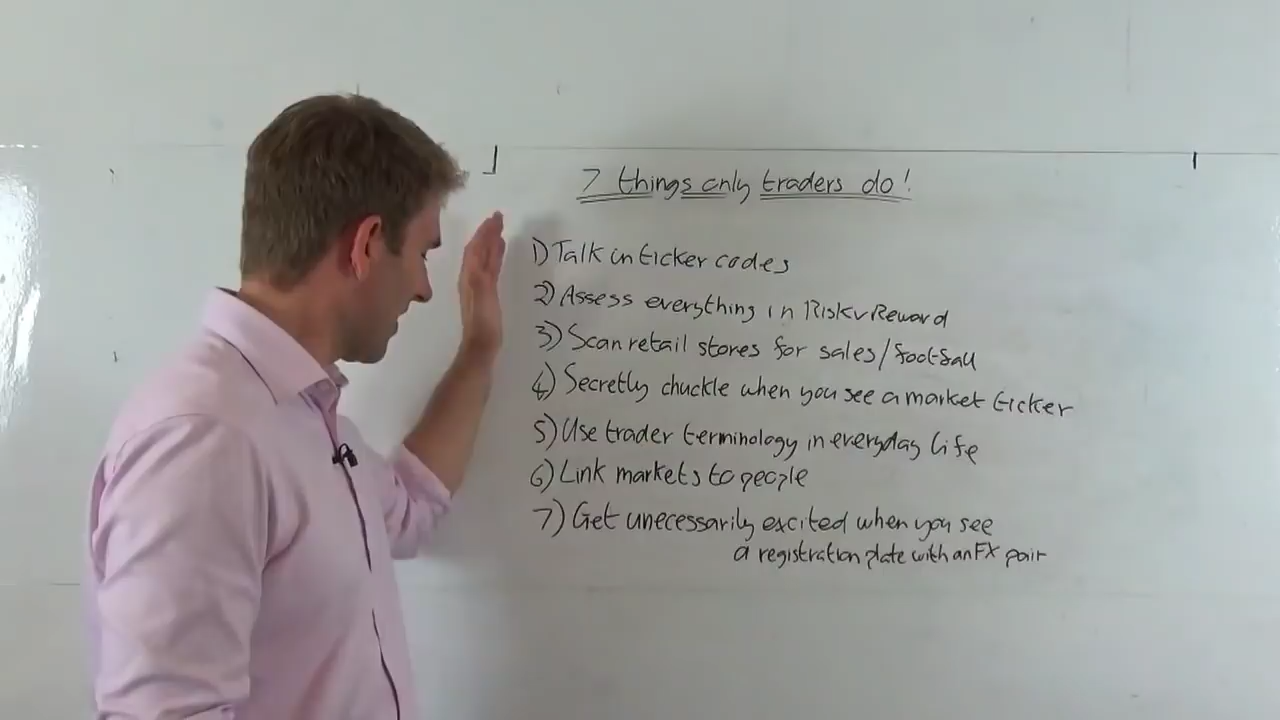 7 things only traders do!
1) Talk in ticker codes
2) Assess everything in Risk v Reward
3) Scan retail stores for sales/footfall
4) Secretly chuckle when you see a market ticker
5) Use trader terminology in everyday life
6) Link markets to people
7) Get unecessarily excited when you see
a registration plate with an FX pair